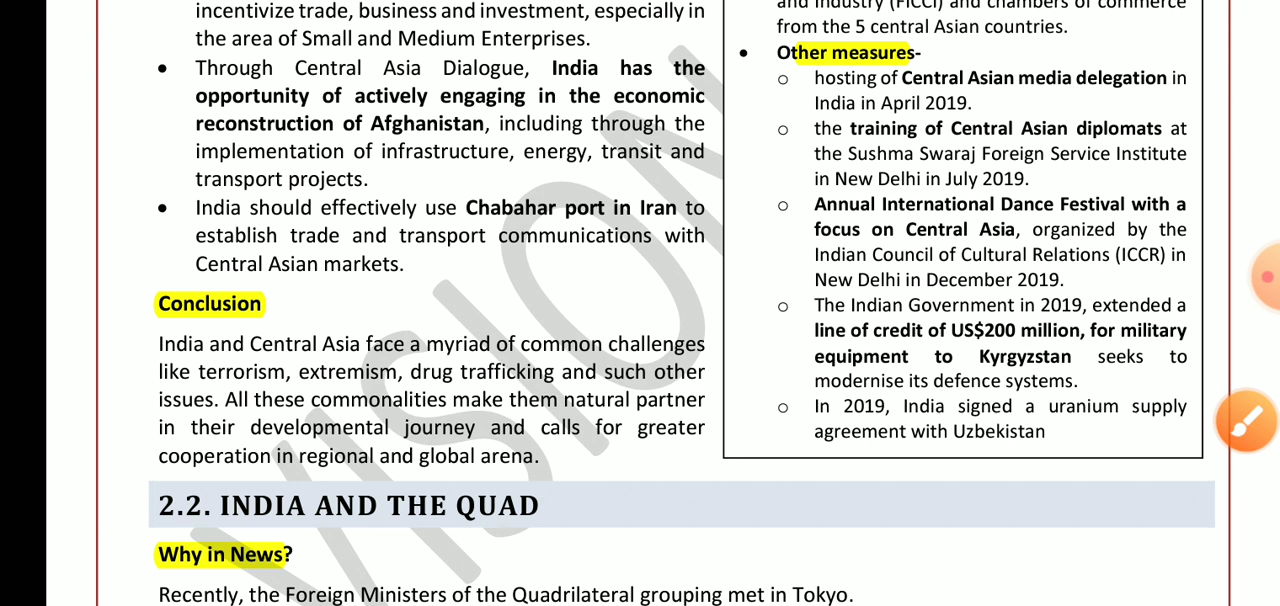 incentivize trade, business and investment, especially in
the area of Small and Medium Enterprises.
• Through Central Asia Dialogue, India has the
opportunity of actively engaging in the economic
reconstruction of Afghanistan, including through the
implementation of infrastructure, energy, transit and
transport projects.
• India should effectively use Chabahar port in Iran to
establish trade and transport communications with
Central Asian markets.
Conclusion
India and Central Asia face a myriad of common challenges
like terrorism, extremism, drug trafficking and such other
issues. All these commonalities make them natural partner
in their developmental journey and calls for greater
cooperation in regional and global arena.
and Industry (FICCI) and chambers of commerce
from the 5 central Asian countries.
• Other measures-
o hosting of Central Asian media delegation in
India in April 2019.
o the training of Central Asian diplomats at
the Sushma Swaraj Foreign Service Institute
in New Delhi in July 2019.
o Annual International Dance Festival with a
focus on Central Asia, organized by the
Indian Council of Cultural Relations (ICCR) in
New Delhi in December 2019.
o The Indian Government in 2019, extended a
line of credit of US$200 million, for military
equipment to Kyrgyzstan seeks to
modernise its defence systems.
o In 2019, India signed a uranium supply
agreement with Uzbekistan
2.2. INDIA AND THE QUAD
Why in News?
Recently, the Foreign Ministers of the Quadrilateral grouping met in Tokyo.
VISION